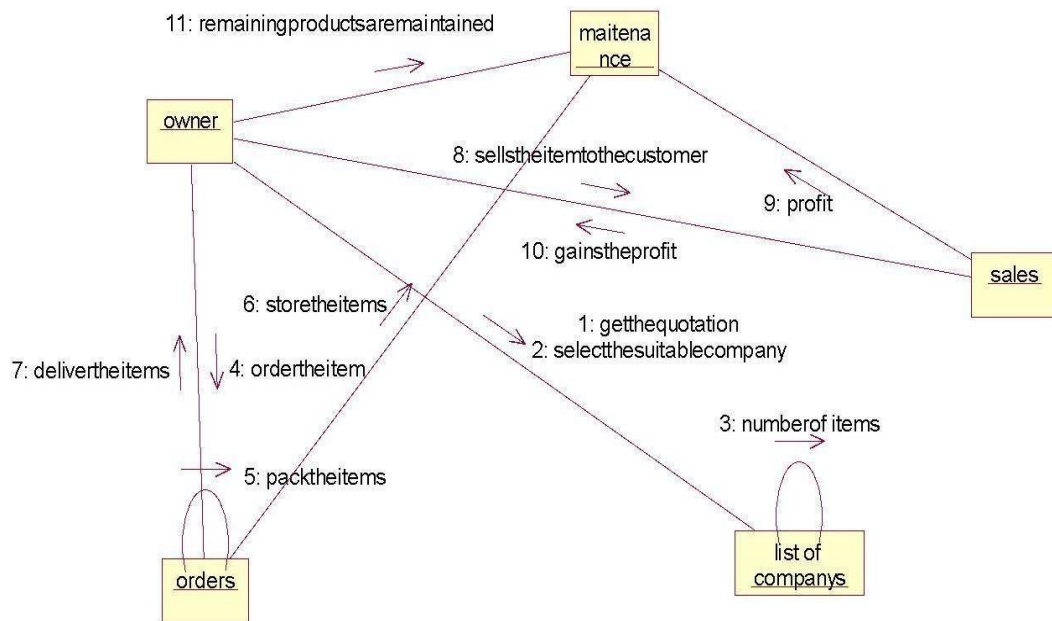 11: remainingproductsaremaintained
maitena
nce
owner
8: sellstheitemtothecustomer
9: profit
10: gainstheprofit
sales
6: storetheitems
1: getthequotation
2: selectthesuitablecompany
7: delivertheitems
4: ordertheitem
3: numberof items
5: packtheitems
list of
companys
orders